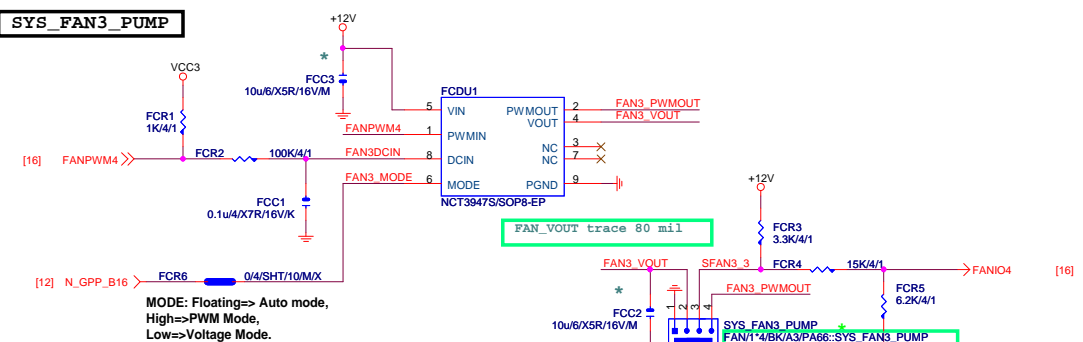 SYS_FAN3_PUMP
+12V
*
VCC3
FCC3
10u/6/X5R/16V/M
FCDU1
FCR1
1K/4/1
5 VIN PWMOUT 2 FAN3_PWMOUT
VOUT 4 FAN3_VOUT
FANPWM4 1 PWMIN
NC 3
[16] FANPWM4 FCR2 100K/4/1 FAN3DCIN 8 DCIN NC 7
FAN3_MODE 6 MODE PGND 9
NCT3947S/SOP8-EP
FCC1
0.1u/4/X7R/16V/K
+12V
FAN_VOUT trace 80 mil
FCR3
3.3K/4/1
[12] N_GPP_B16 FCR6 0/4/SHT/10/M/X
FAN3_VOUT SFAN3_3 FCR4 15K/4/1 FANIO4 [16]
MODE: Floating=> Auto mode,
High=>PWM Mode,
Low=>Voltage Mode.
*
FAN3_PWMOUT
FCR5
6.2K/4/1
FCC2
10u/6/X5R/16V/M
1 2 3 4
SYS_FAN3_PUMP
*
FAN/1*4/BK/A3/PA66::SYS_FAN3_PUMP